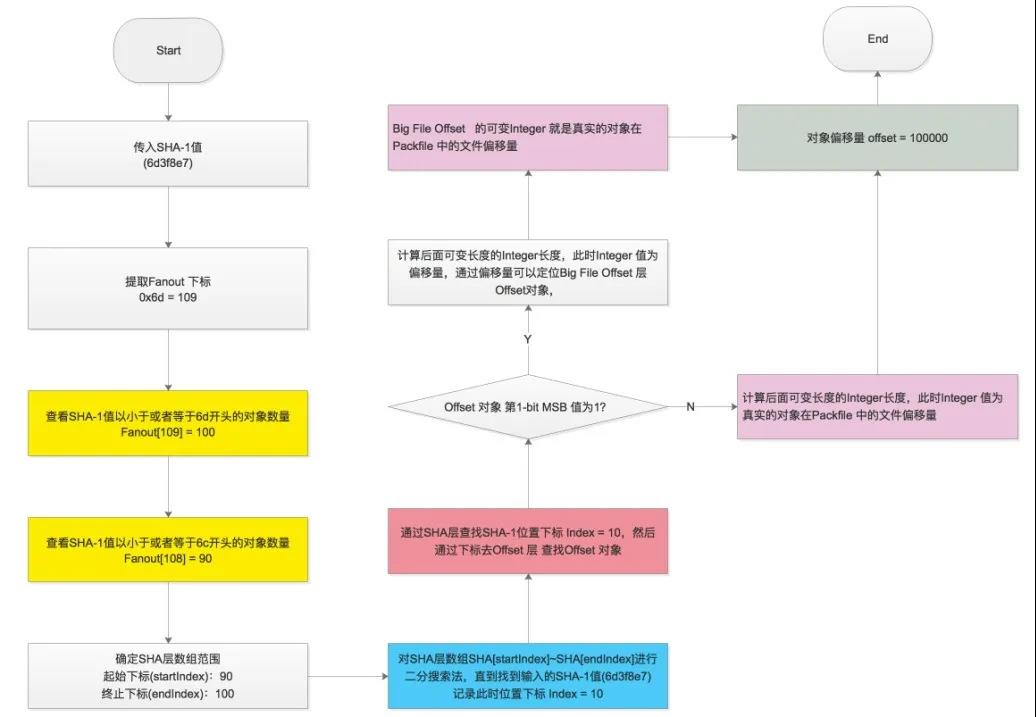 Start
传入SHA-1值
(6d3f8e7)
提取Fanout 下标
0x6d = 109
查看SHA-1值以小于或者等于6d开头的对象数量
Fanout[109] = 100
查看SHA-1值以小于或者等于6c开头的对象数量
Fanout[108] = 90
确定SHA层数组范围
起始下标(startIndex)：90
终止下标(endIndex)：100
对SHA层数组SHA[startIndex]~SHA[endIndex]进行
二分搜索法，直到找到输入的SHA-1值(6d3f8e7)
记录此时位置下标 Index = 10
通过SHA层查找SHA-1位置下标 Index = 10，然后
通过下标去Offset 层 查找Offset 对象
Offset 对象 第1-bit MSB 值为1?
Y
计算后面可变长度的Integer长度，此时Integer 值为
偏移量，通过偏移量可以定位Big File Offset 层
Offset对象，
Big File Offset 的可变Integer 就是真实的对象在
Packfile 中的文件偏移量
N
计算后面可变长度的Integer长度，此时Integer 值为
真实的对象在Packfile 中的文件偏移量
对象偏移量 offset = 100000
End